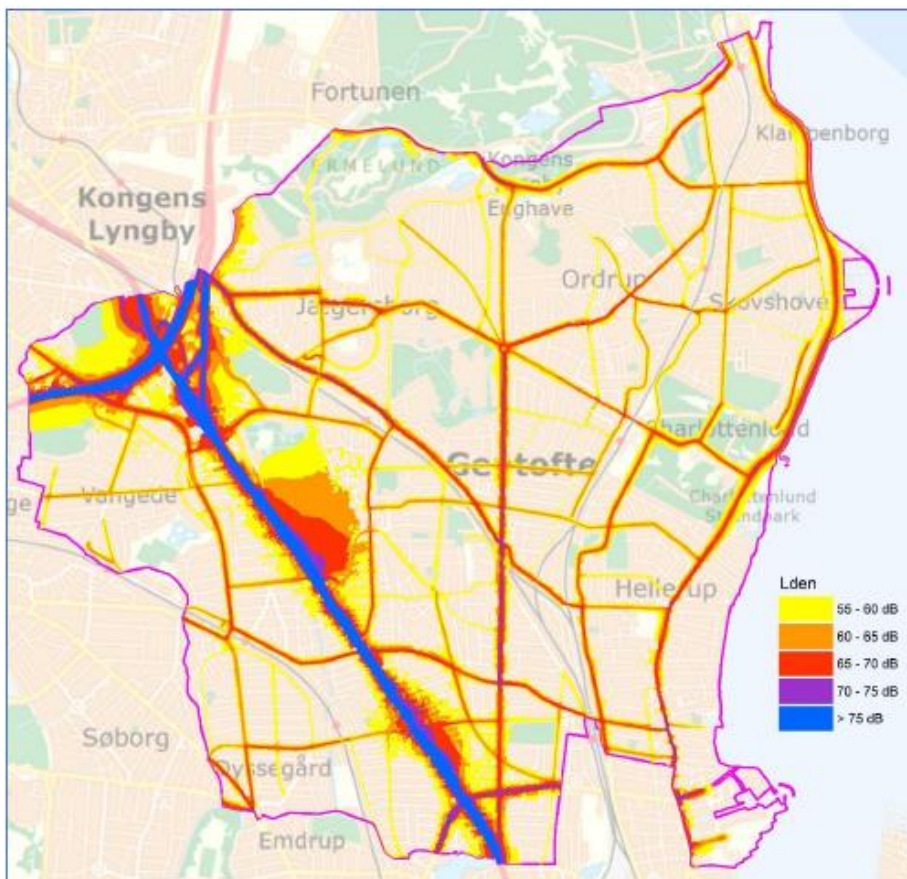 Fortunen
Klampenborg
ERMELUND
Kongens
Enghave
Kongens
Lyngby
Ordrup
Jægersborg
Skovshoved
Charlottenlund
Gentofte
Vangede
Charlottenlund
Strandpark
Hellerup
Lden
55 - 60 dB
60 - 65 dB
65 - 70 dB
70 - 75 dB
> 75 dB
Søborg
Dyssegård
Emdrup